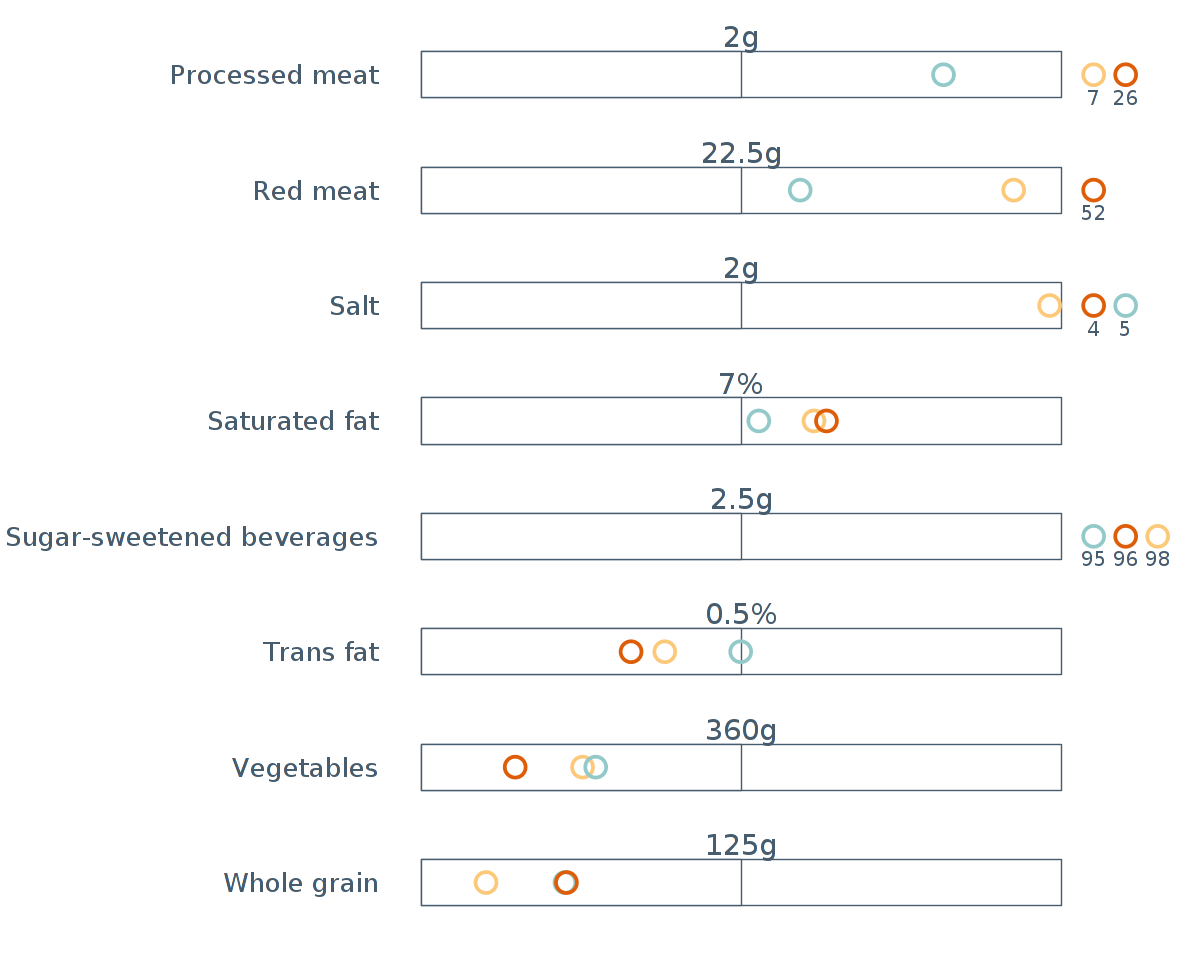 2g
Processed meat
7 26
22.5g
Red meat
52
2g
Salt
4 5
7%
Saturated fat
2.5g
Sugar-sweetened beverages
95 96 98
0.5%
Trans fat
360g
Vegetables
125g
Whole grain